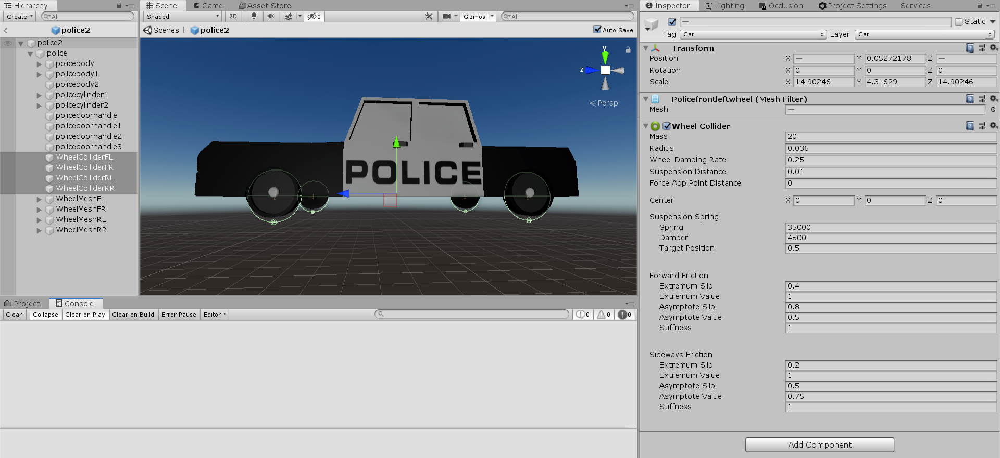 Hierarchy
Create
All
police2
police2
police
policebody
policebody1
policebody2
policecylinder1
policecylinder2
policedoorhandle
policedoorhandle1
policedoorhandle2
policedoorhandle3
WheelColliderFL
WheelColliderFR
WheelColliderRL
WheelColliderRR
WheelMeshFL
WheelMeshFR
WheelMeshRL
WheelMeshRR
Scene Game Asset Store
Shaded 2D 0 Gizmos All
Scenes police2 Auto Save
y
z
Persp
POLICE
Project Console
Clear Collapse Clear on Play Clear on Build Error Pause Editor 0 0 0
Inspector Lighting Occlusion Project Settings Services
— Static
Tag Car Layer Car
Transform
Position X — Y 0.05272178 Z —
Rotation X 0 Y 0 Z 0
Scale X 14.90246 Y 4.31629 Z 14.90246
Policefrontleftwheel (Mesh Filter)
Mesh —
Wheel Collider
Mass 20
Radius 0.036
Wheel Damping Rate 0.25
Suspension Distance 0.01
Force App Point Distance 0
Center X 0 Y 0 Z 0
Suspension Spring
Spring 35000
Damper 4500
Target Position 0.5
Forward Friction
Extremum Slip 0.4
Extremum Value 1
Asymptote Slip 0.8
Asymptote Value 0.5
Stiffness 1
Sideways Friction
Extremum Slip 0.2
Extremum Value 1
Asymptote Slip 0.5
Asymptote Value 0.75
Stiffness 1
Add Component